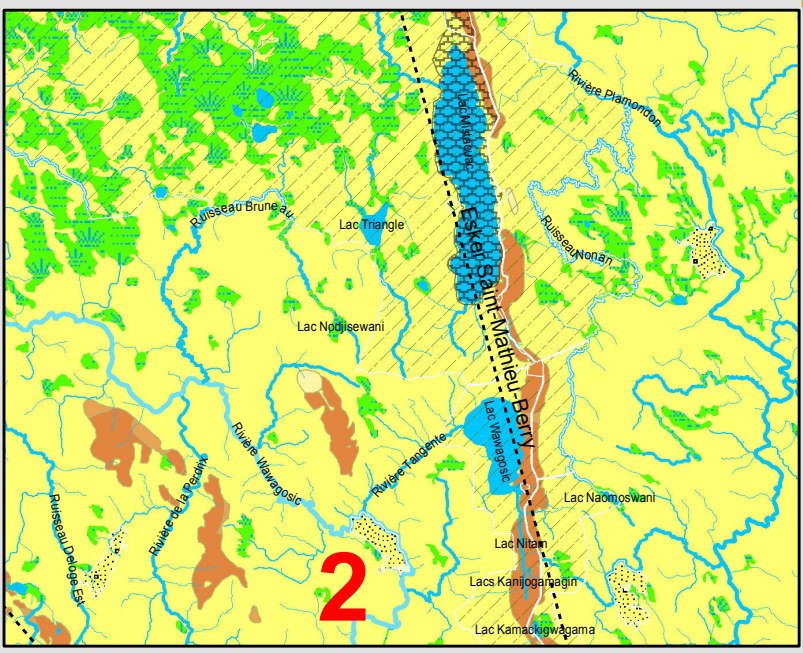 Rivière Plamondon
Lac Mistaouac
Ruisseau Bruneau
Lac Triangle
Ruisseau Nonan
Esker Saint-Mathieu-Berry
Lac Nodjisewani
Lac Wawagosic
Rivière Wawagosic
Rivière Tangente
Rivière de la Perdrix
Ruisseau Deloge Est
Lac Naomoswani
Lac Nitam
2
Lacs Kanijogamagin
Lac Kamackigwagama